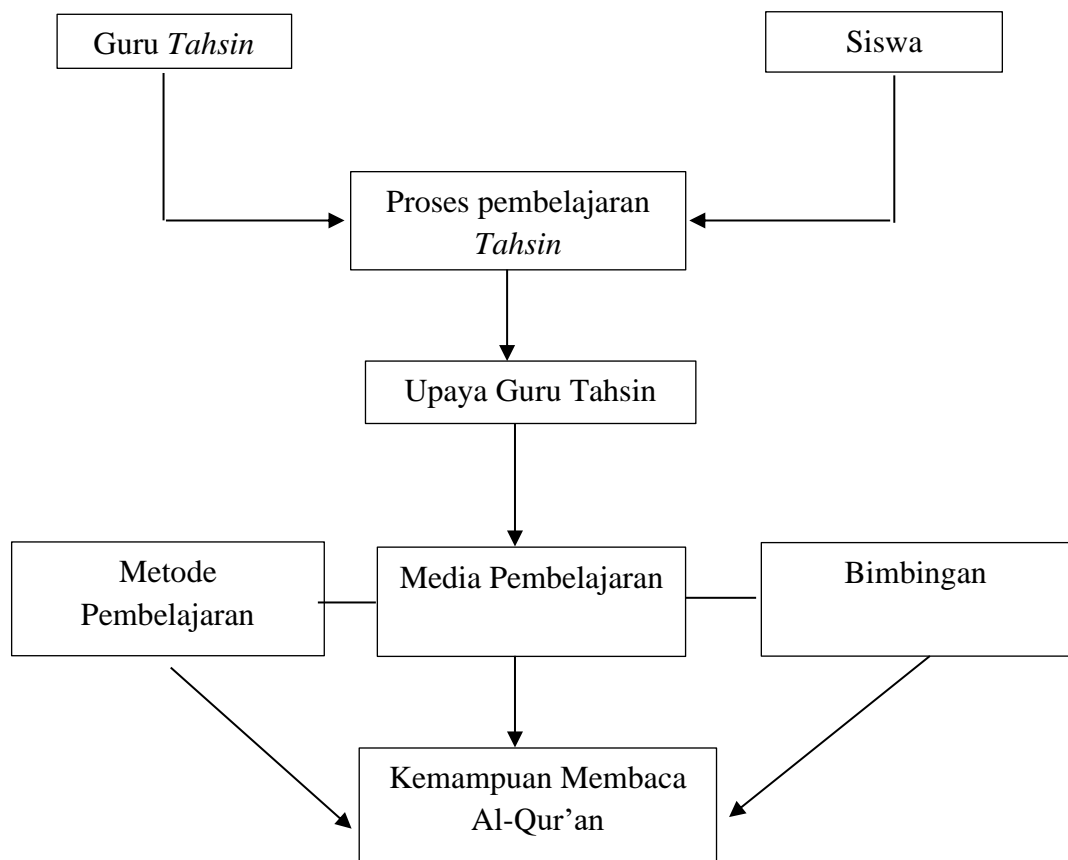 Guru Tahsin
Siswa
Proses pembelajaran
Tahsin
Upaya Guru Tahsin
Metode
Pembelajaran
Media Pembelajaran
Bimbingan
Kemampuan Membaca
Al-Qur’an